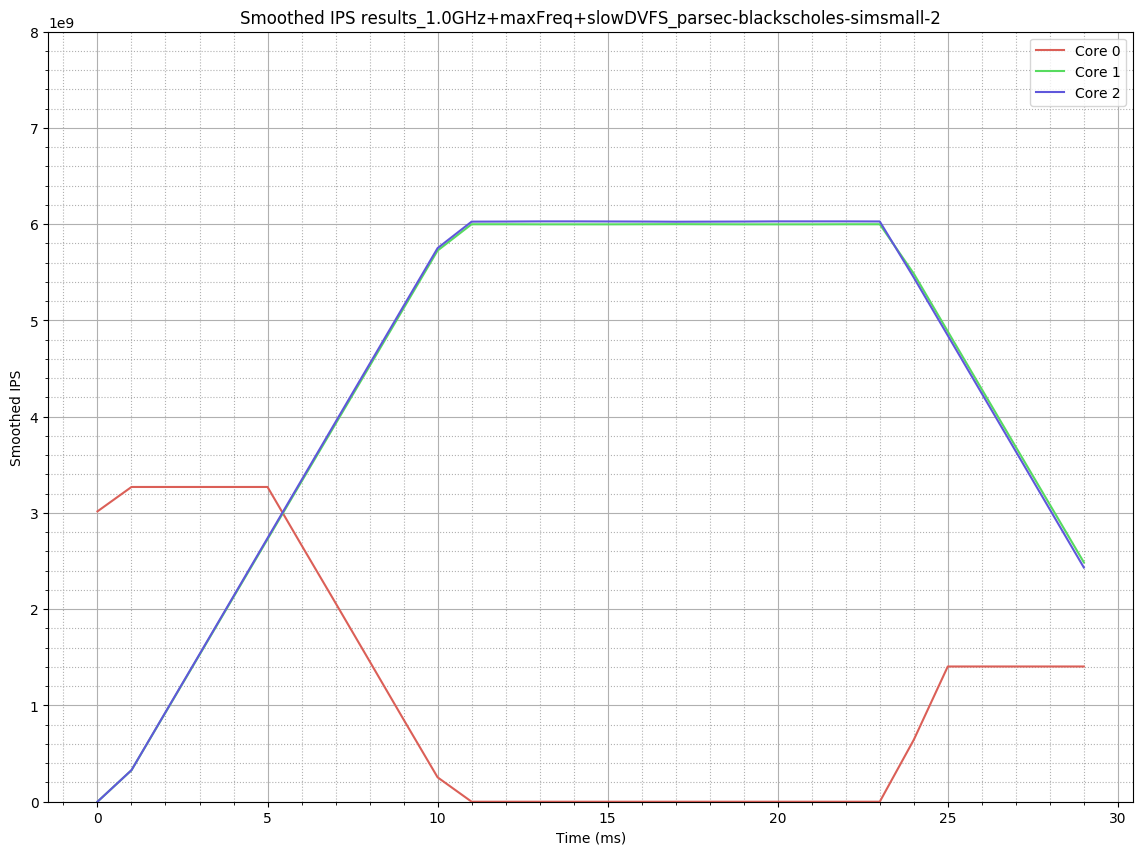 Smoothed IPS results_1.0GHz+maxFreq+slowDVFS_parsec-blackscholes-simsmall-2
1e9
8
7
6
5
4
3
2
1
0
Smoothed IPS
Core 0
Core 1
Core 2
0 5 10 15 20 25 30
Time (ms)